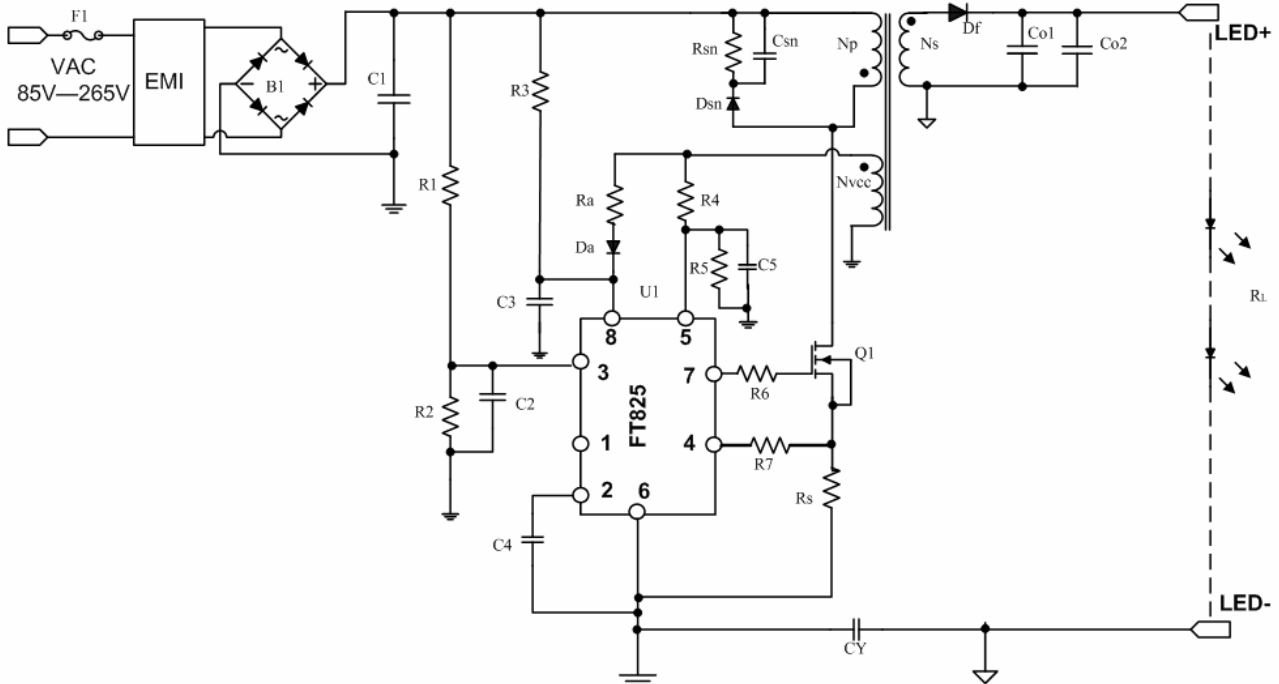 F1
VAC
85V—265V
EMI
B1
C1
R3
R1
Rsn
Csn
Dsn
Np
Ns
Df
Co1
Co2
LED+
Nvcc
Ra
R4
Da
R5
C5
C3
U1
8
5
3
7
Q1
R6
R2
C2
FT825
1
4
R7
2
6
Rs
C4
RL
LED-
CY